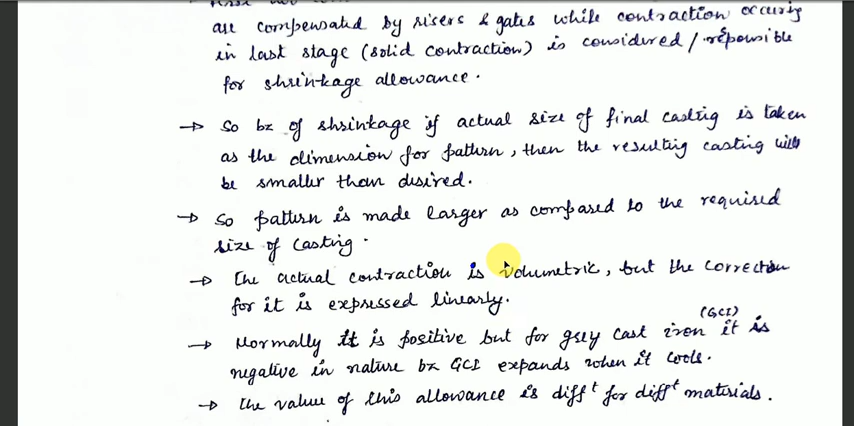 are compensated by risers & gates while contraction occuring
in last stage (solid contraction) is considered / reponsible
for shrinkage allowance.
→ So bz of shrinkage if actual size of final casting is taken
as the dimension for pattern, then the resulting casting will
be smaller than desired.
→ So pattern is made larger as compared to the required
size of casting.
→ The actual contraction is volumetric, but the correction
for it is expressed linearly.
(GCI)
→ Normally it is positive but for grey cast iron it is
negative in nature bz GCI expands when it cools.
→ The value of this allowance is diffᵗ for diffᵗ materials.